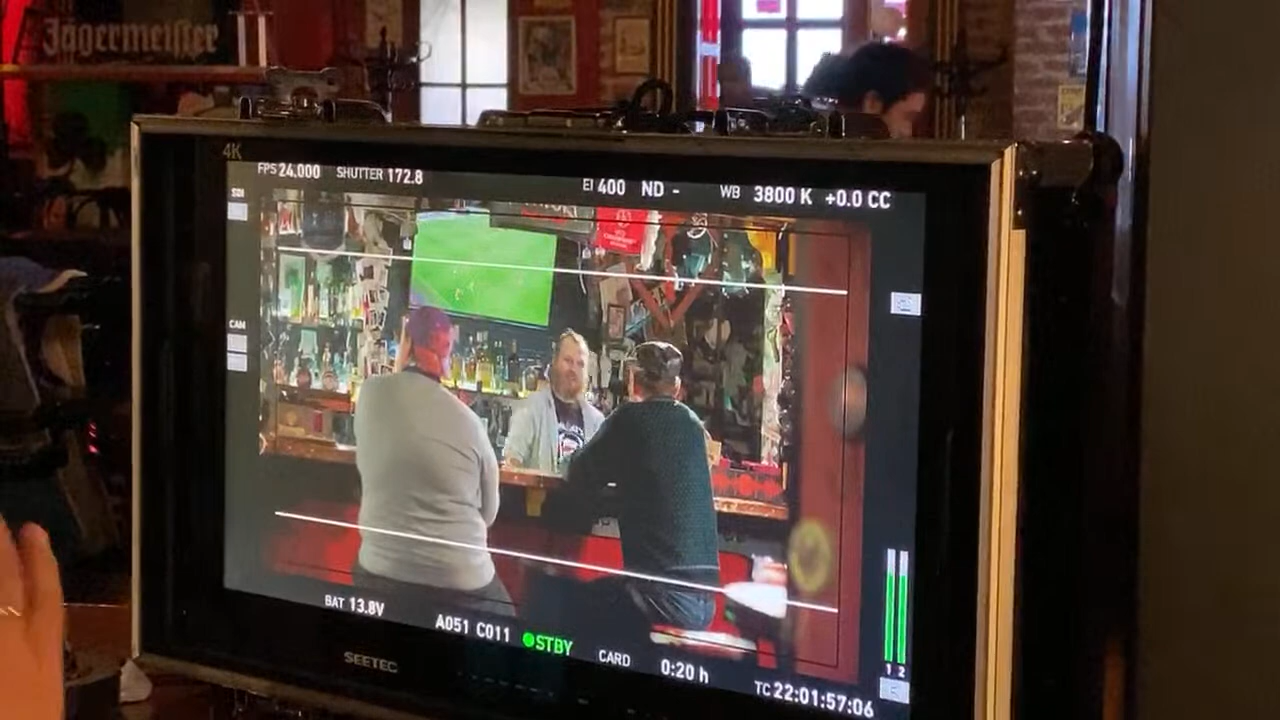 Jägermeister
4K
FPS 24.000 SHUTTER 172.8 EI 400 ND - WB 3800 K +0.0 CC
SDI
CAM
BAT 13.8V A051 C011 STBY CARD 0:20 h TC 22:01:57:06
1 2
SEETEC